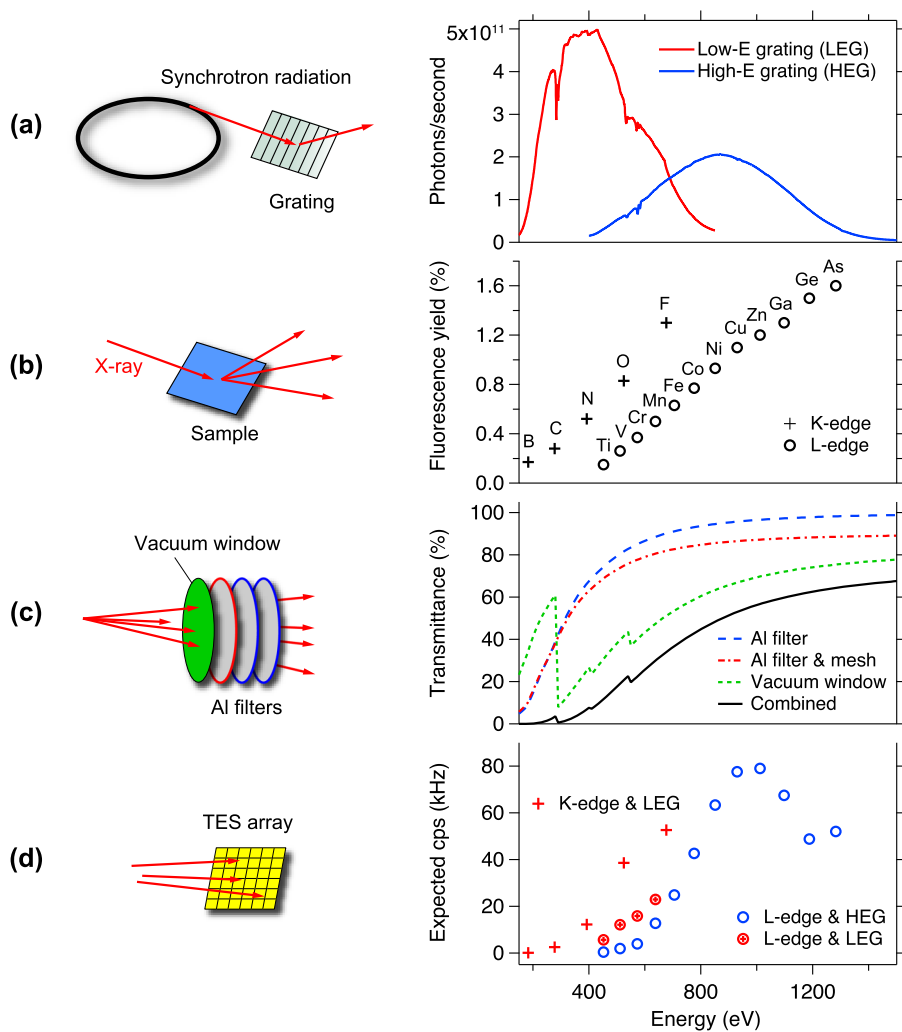 (a)
Synchrotron radiation
Grating
Photons/second
5x10¹¹
4
3
2
1
0
Low-E grating (LEG)
High-E grating (HEG)
(b)
X-ray
Sample
Fluorescence yield (%)
1.6
1.2
0.8
0.4
0.0
B
C
N
O
F
Ti
V
Cr
Mn
Fe
Co
Ni
Cu
Zn
Ga
Ge
As
K-edge
L-edge
(c)
Vacuum window
Al filters
Transmittance (%)
100
80
60
40
20
0
Al filter
Al filter & mesh
Vacuum window
Combined
(d)
TES array
Expected cps (kHz)
80
60
40
20
0
K-edge & LEG
L-edge & HEG
L-edge & LEG
400
800
1200
Energy (eV)